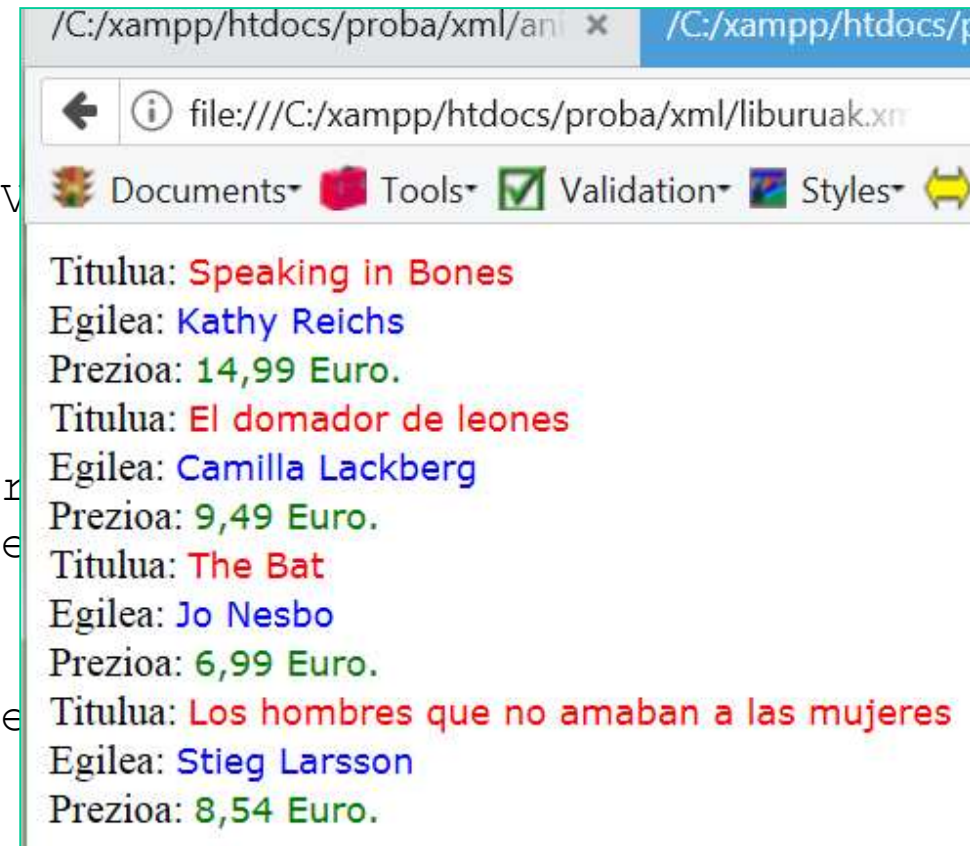 /C:/xampp/htdocs/proba/xml/ani × /C:/xampp/htdocs/p
file:///C:/xampp/htdocs/proba/xml/liburuak.xm
Documents Tools Validation Styles
Titulua: Speaking in Bones
Egilea: Kathy Reichs
Prezioa: 14,99 Euro.
Titulua: El domador de leones
Egilea: Camilla Lackberg
Prezioa: 9,49 Euro.
Titulua: The Bat
Egilea: Jo Nesbo
Prezioa: 6,99 Euro.
Titulua: Los hombres que no amaban a las mujeres
Egilea: Stieg Larsson
Prezioa: 8,54 Euro.